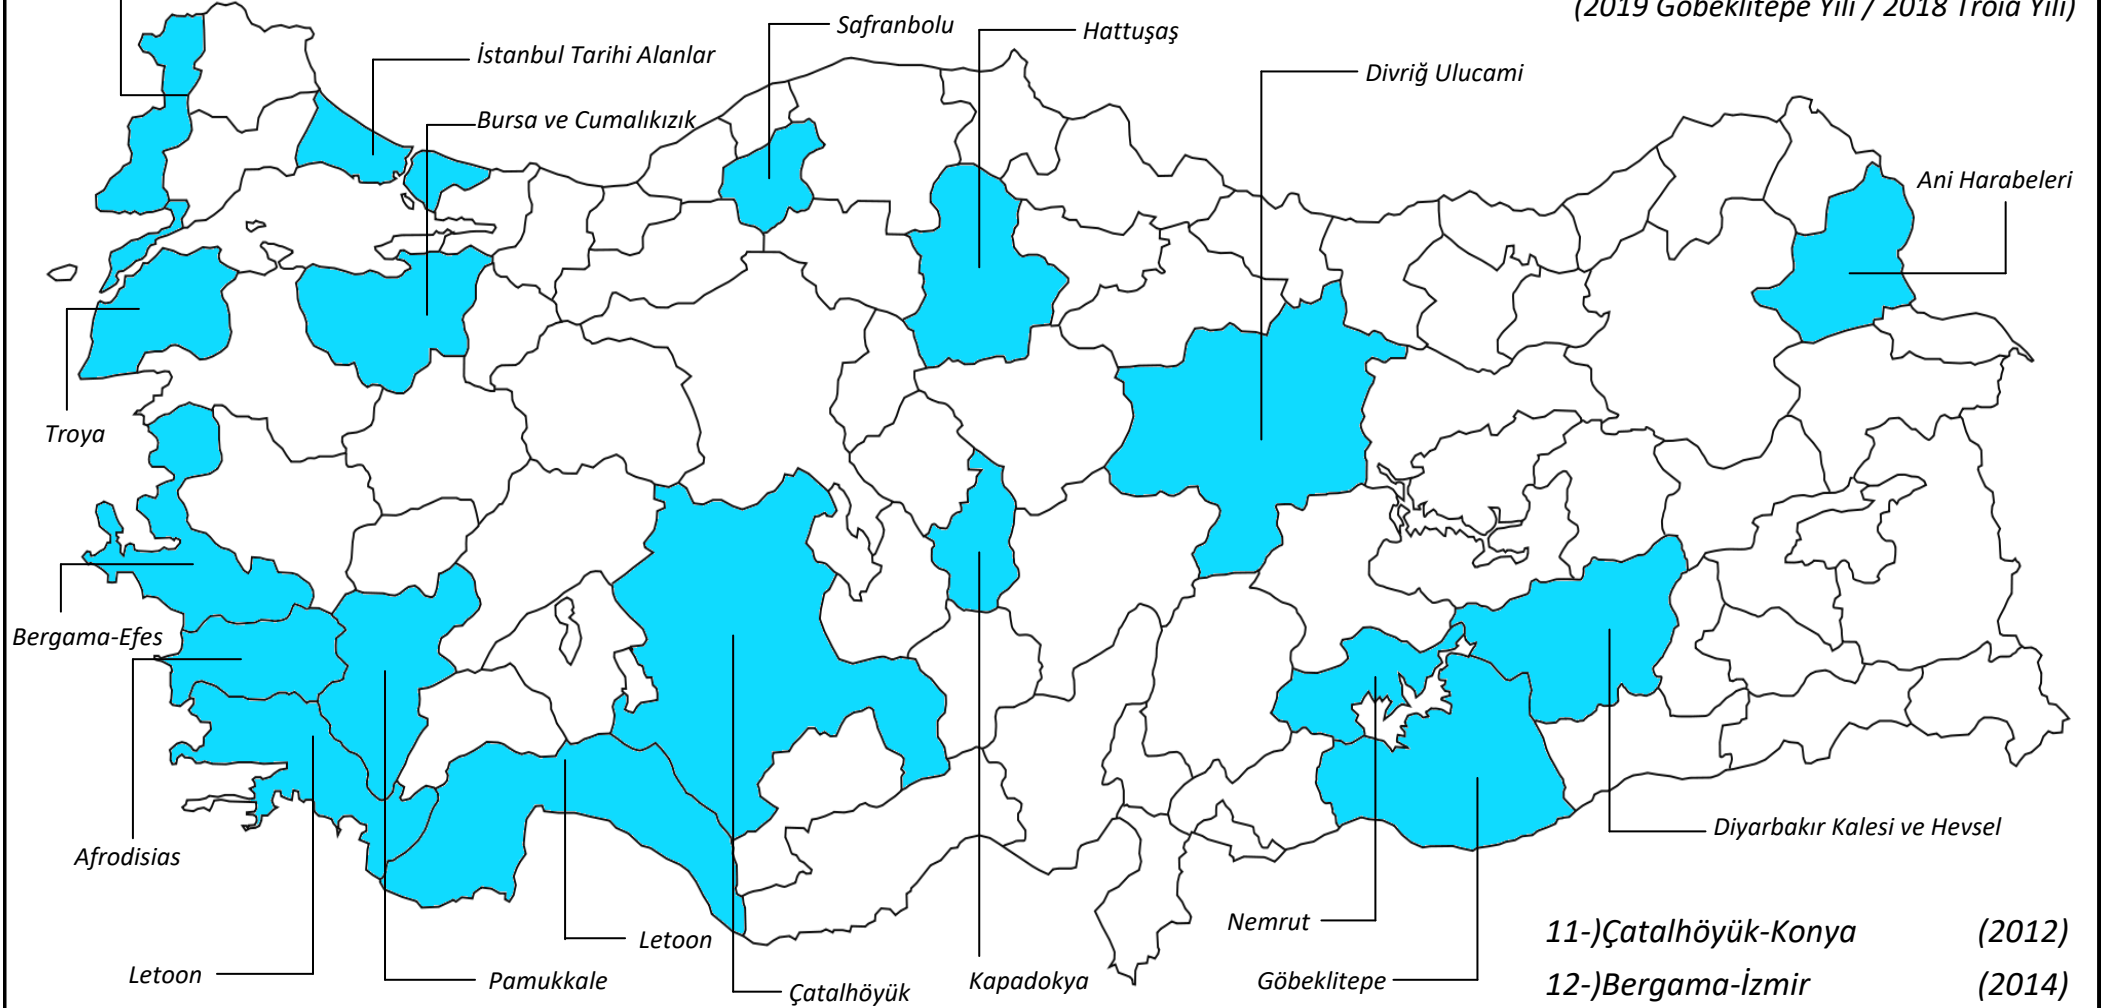 (2019 Göbeklitepe Yılı / 2018 Troia Yılı)
Safranbolu
Hattuşaş
İstanbul Tarihi Alanlar
Divriğ Ulucami
Bursa ve Cumalıkızık
Ani Harabeleri
Troya
Bergama-Efes
Afrodisias
Diyarbakır Kalesi ve Hevsel
Nemrut
Letoon
Letoon
Pamukkale
Çatalhöyük
Kapadokya
Göbeklitepe
11-)Çatalhöyük-Konya (2012)
12-)Bergama-İzmir (2014)